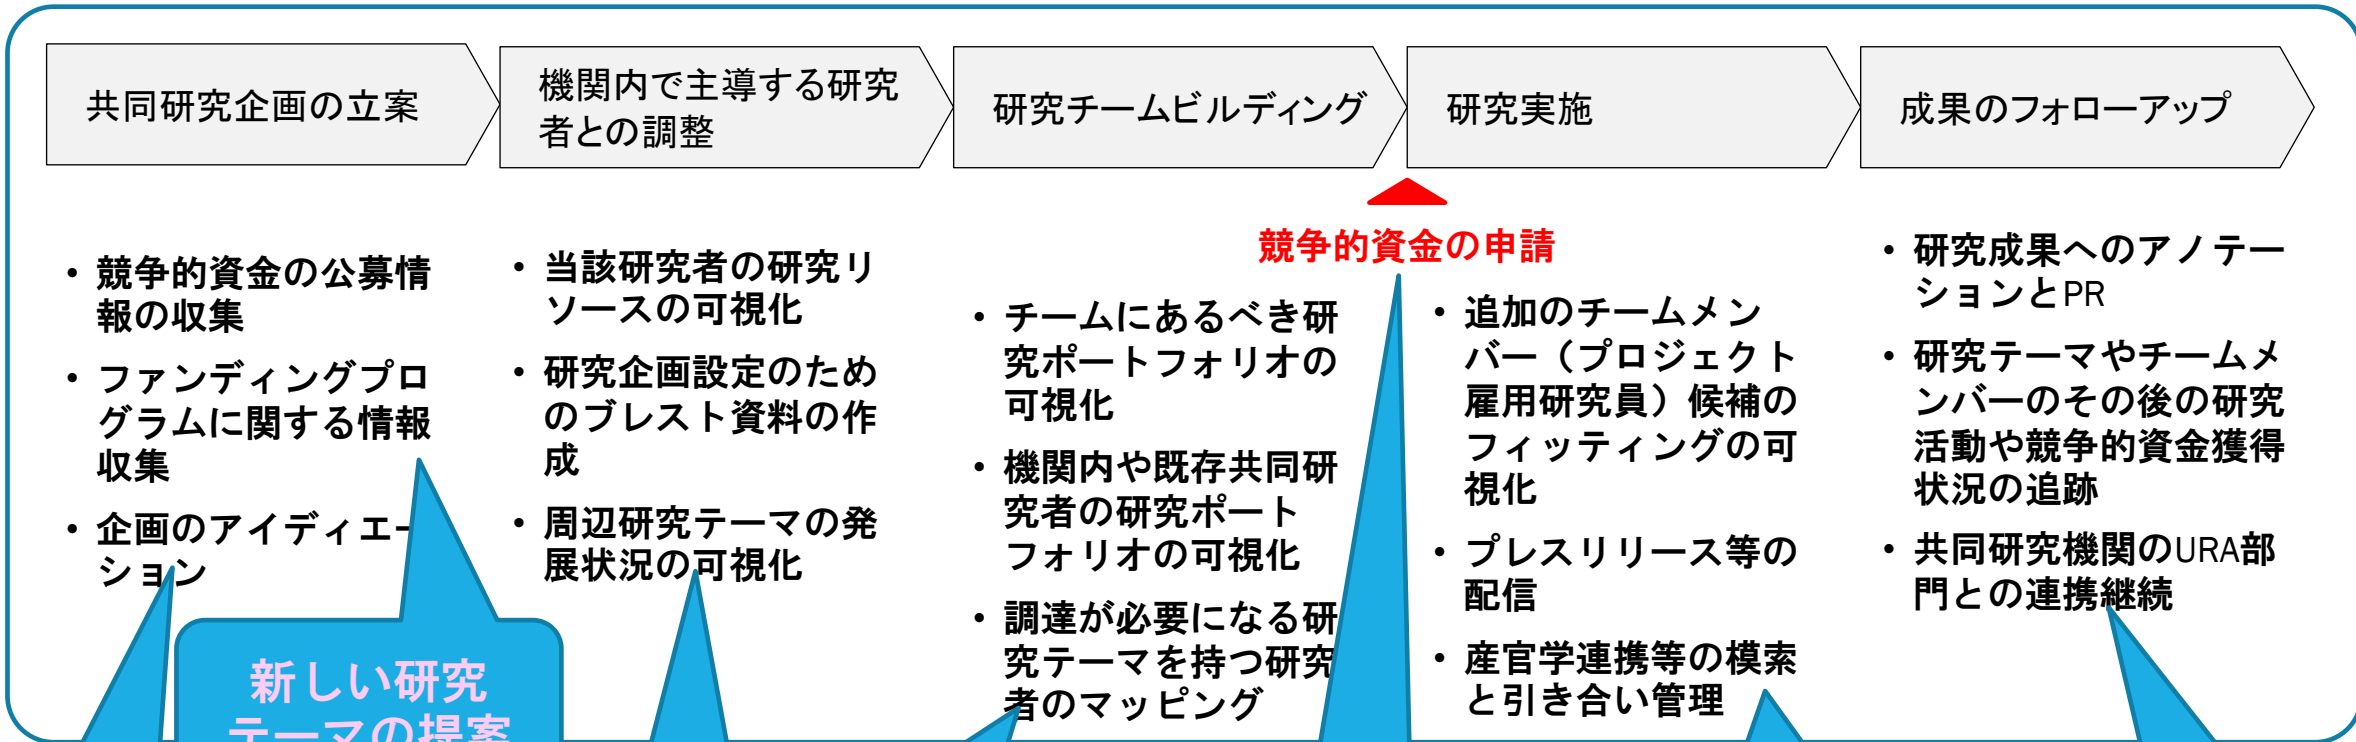 共同研究企画の立案
機関内で主導する研究
者との調整
研究チームビルディング
研究実施
成果のフォローアップ
競争的資金の申請
• 競争的資金の公募情
報の収集
• ファンディングプロ
グラムに関する情報
収集
• 企画のアイディエー
ション
• 当該研究者の研究リ
ソースの可視化
• 研究企画設定のため
のブレスト資料の作
成
• 周辺研究テーマの発
展状況の可視化
• チームにあるべき研
究ポートフォリオの
可視化
• 機関内や既存共同研
究者の研究ポート
フォリオの可視化
• 調達が必要になる研
究テーマを持つ研究
者のマッピング
• 追加のチームメン
バー（プロジェクト
雇用研究員）候補の
フィッティングの可
視化
• プレスリリース等の
配信
• 産官学連携等の模索
と引き合い管理
• 研究成果へのアノテー
ションとPR
• 研究テーマやチームメ
ンバーのその後の研究
活動や競争的資金獲得
状況の追跡
• 共同研究機関のURA部
門との連携継続
新しい研究
テーマの提案